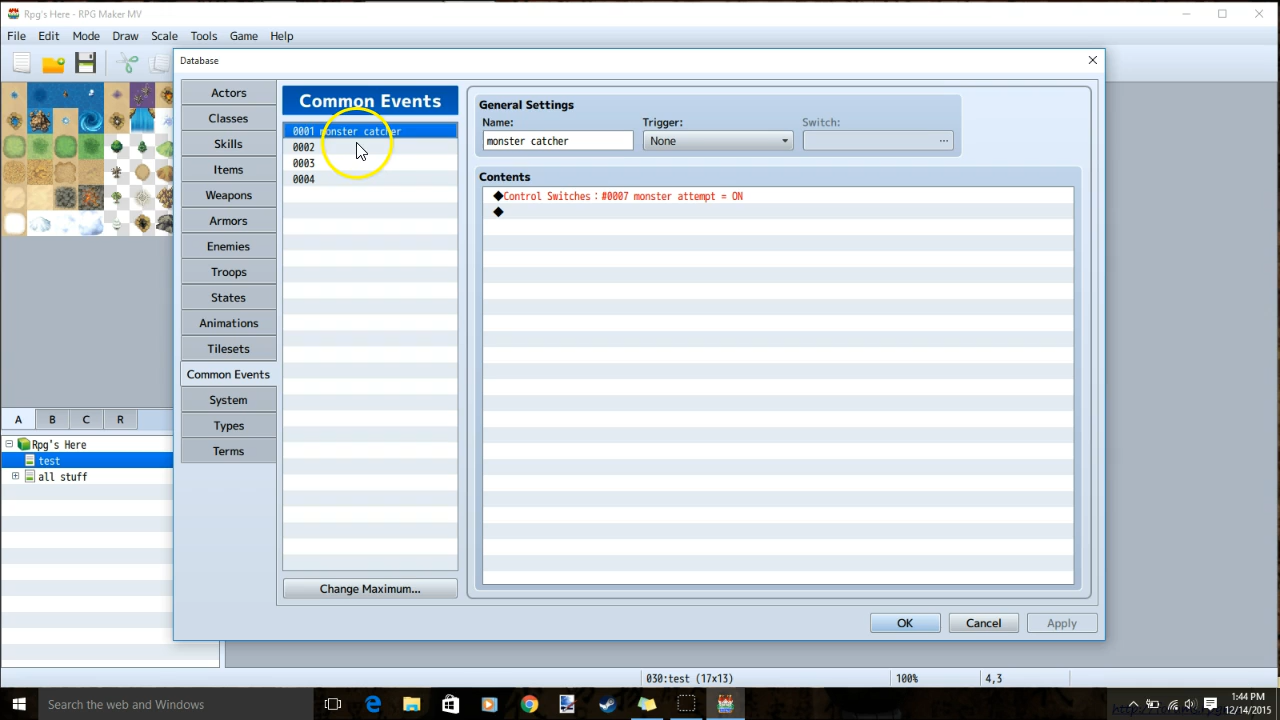 Rpg's Here - RPG Maker MV
File Edit Mode Draw Scale Tools Game Help
Database
Actors
Classes
Skills
Items
Weapons
Armors
Enemies
Troops
States
Animations
Tilesets
Common Events
System
Types
Terms
Common Events
0001 monster catcher
0002
0003
0004
Change Maximum...
General Settings
Name: Trigger: Switch:
monster catcher None ...
Contents
◆Control Switches：#0007 monster attempt = ON
◆
OK Cancel Apply
A B C R
Rpg's Here
test
all stuff
030:test (17x13) 100% 4,3
Search the web and Windows
1:44 PM
12/14/2015